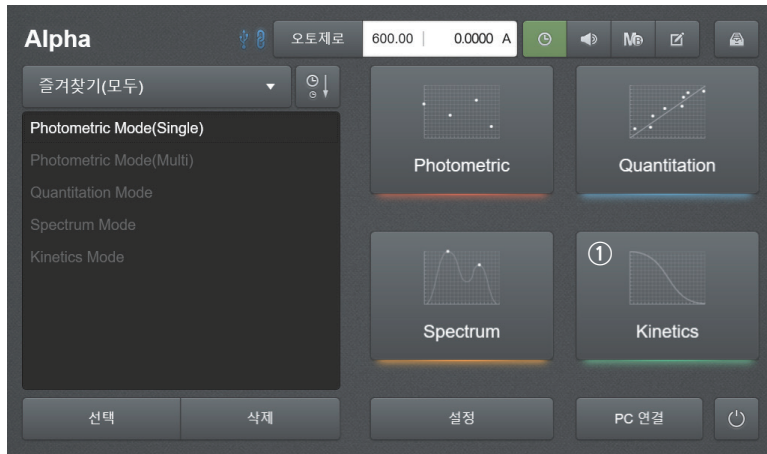 Alpha
오토제로
600.00 | 0.0000 A
MB
즐겨찾기(모두)
Photometric Mode(Single)
Photometric Mode(Multi)
Quantitation Mode
Spectrum Mode
Kinetics Mode
Photometric
Quantitation
Spectrum
①
Kinetics
선택
삭제
설정
PC 연결